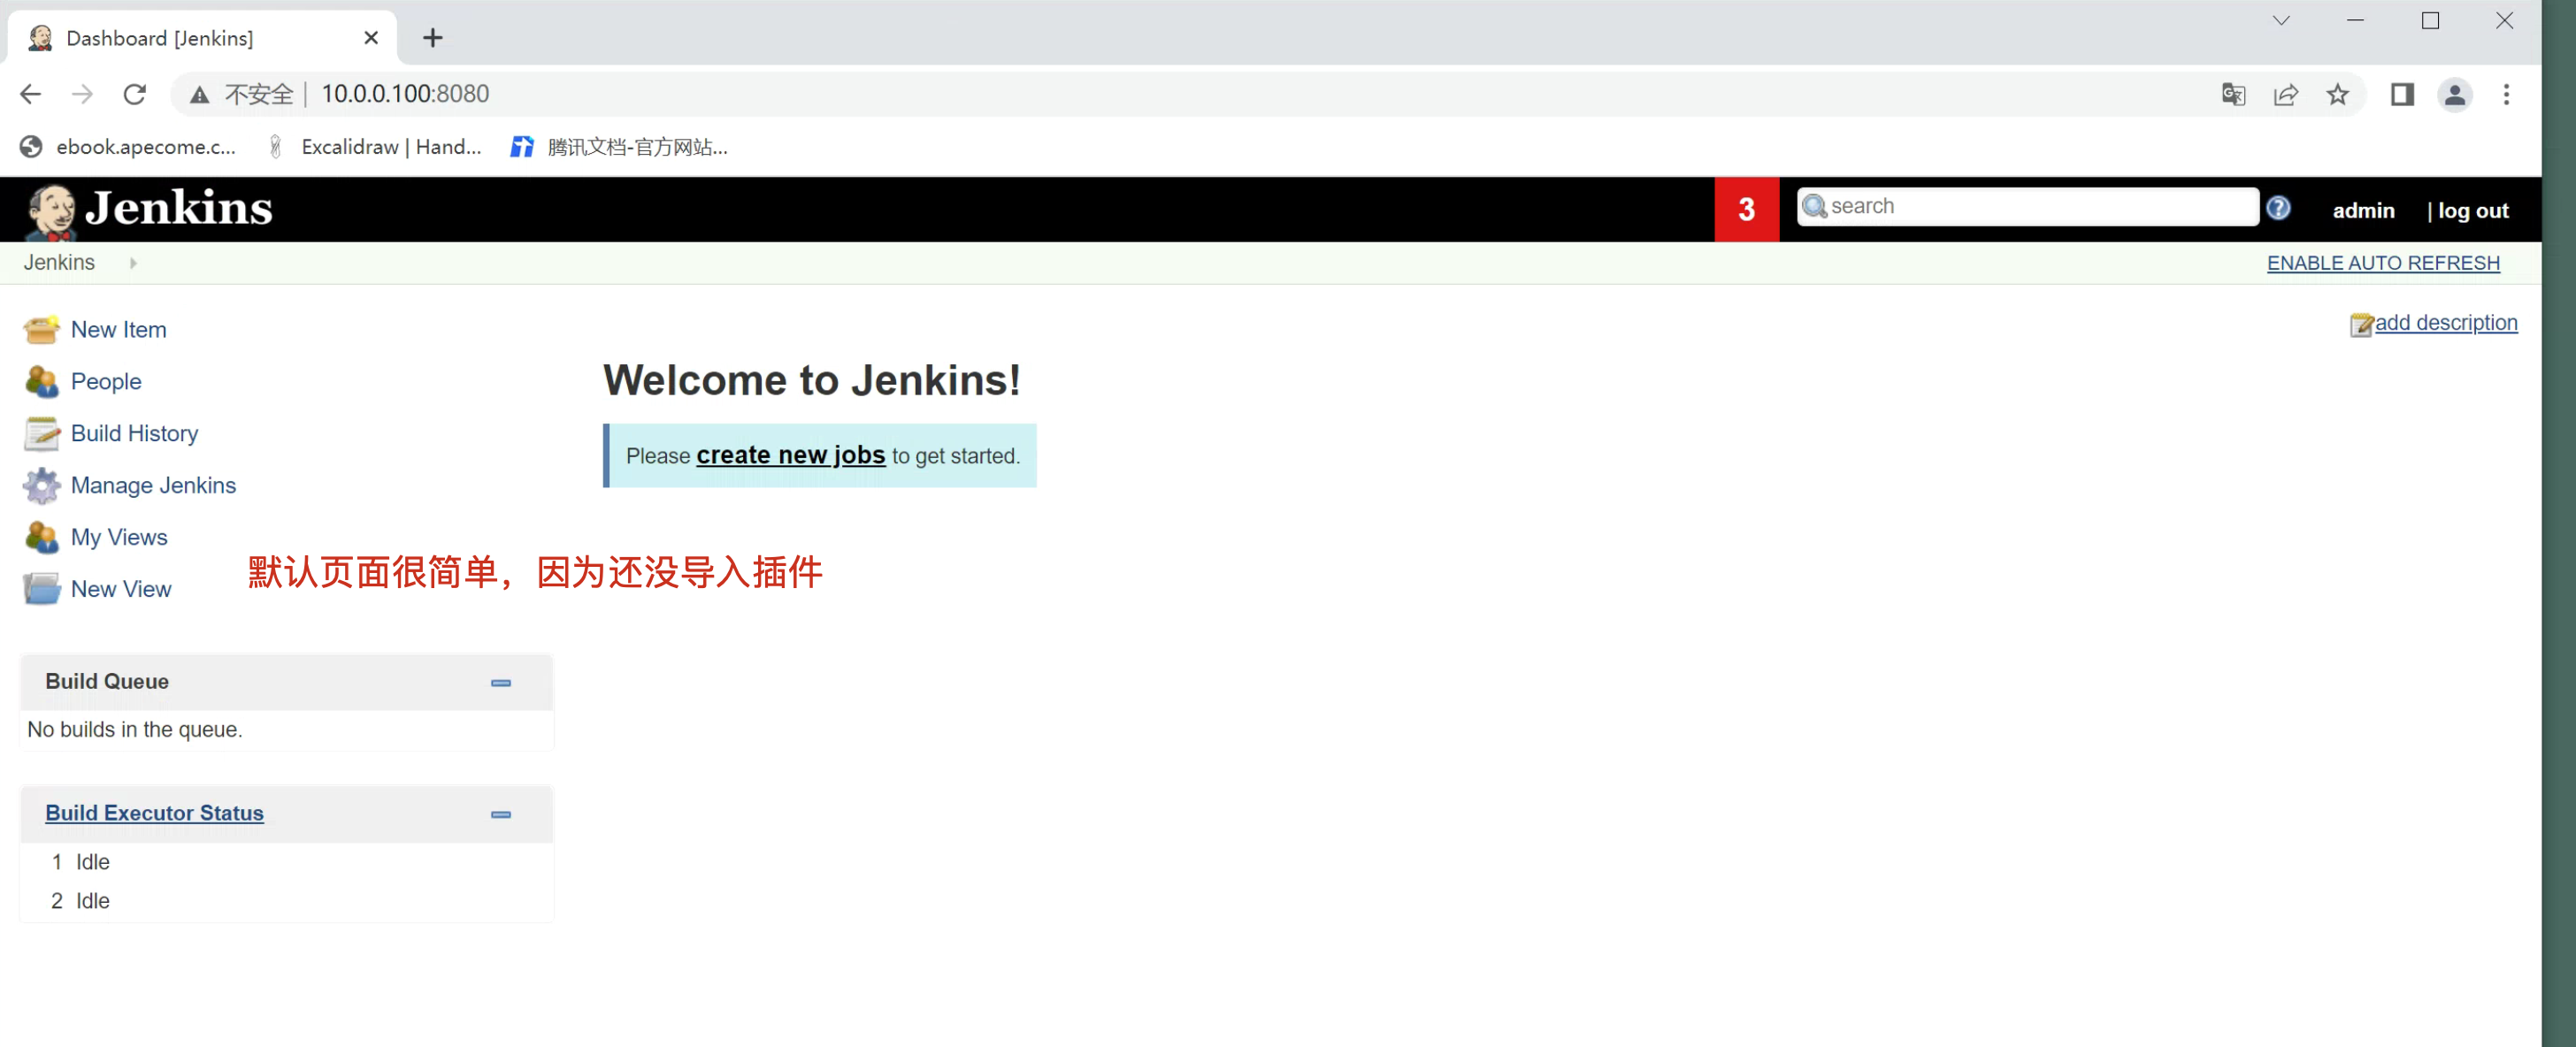 Dashboard [Jenkins]
不安全 | 10.0.0.100:8080
ebook.apecome.c... Excalidraw | Hand... 腾讯文档-官方网站...
Jenkins 3 search admin | log out
Jenkins ENABLE AUTO REFRESH
New Item
add description
People
Build History
Manage Jenkins
My Views
New View
Welcome to Jenkins!
Please create new jobs to get started.
默认页面很简单，因为还没导入插件
Build Queue
No builds in the queue.
Build Executor Status
1 Idle
2 Idle